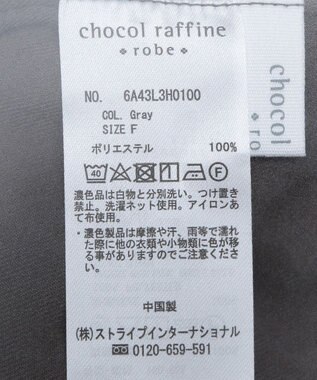 chocol raffine
robe
NO. 6A43L3H0100
COL. Gray
SIZE F
ポリエステル 100%
40
濃色品は白物と分別洗い。つけ置き
禁止。洗濯ネット使用。アイロンあ
て布使用。
・濃色製品は摩擦や汗、雨等で濡れ
た際に他の衣類や小物類に色が移
る事がありますのでご注意くださ
い。
中国製
(株)ストライプインターナショナル
0120-659-591
chocol
ro